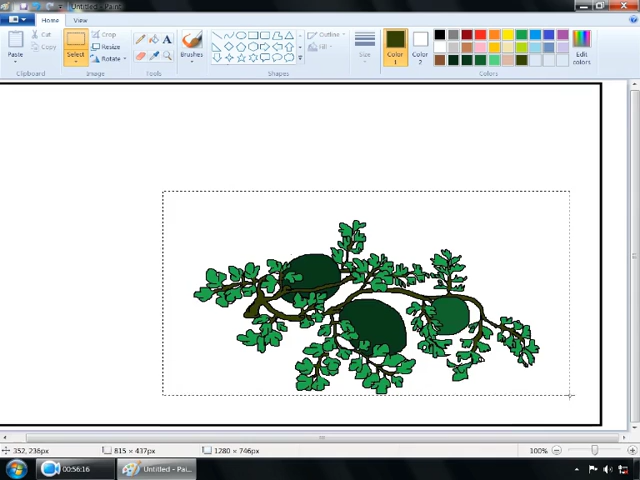 Untitled - Paint
Home View
Paste
Cut
Copy
Clipboard
Select
Crop
Resize
Rotate
Image
A
Tools
Brushes
Outline
Fill
Shapes
Size
Color
1
Color
2
Edit
colors
Colors
352, 236px 815 × 437px 1280 × 746px 100%
00:56:16 Untitled - Pai...